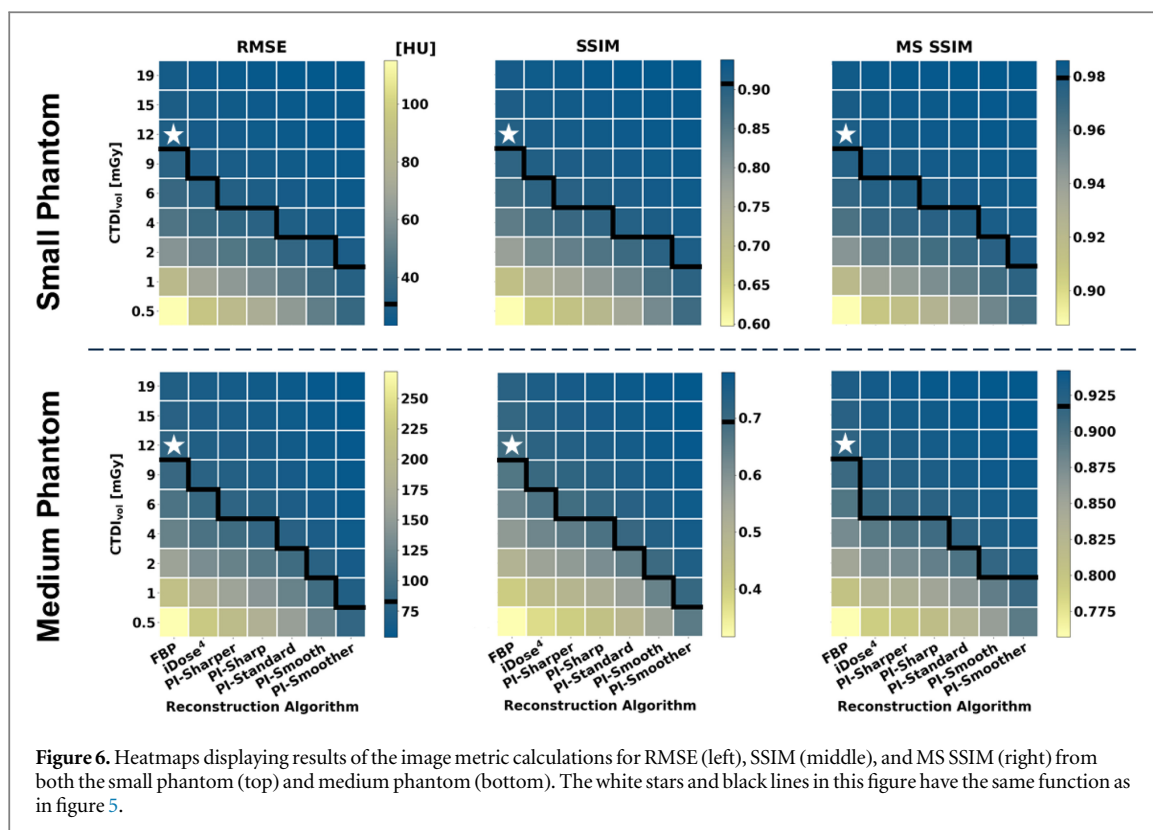 RMSE [HU] SSIM MS SSIM
Small Phantom
CTDIvol [mGy]
19
15
12
9
6
4
2
1
0.5
100
80
60
40
0.90
0.85
0.80
0.75
0.70
0.65
0.60
0.98
0.96
0.94
0.92
0.90
Medium Phantom
CTDIvol [mGy]
19
15
12
9
6
4
2
1
0.5
250
225
200
175
150
125
100
75
0.7
0.6
0.5
0.4
0.925
0.900
0.875
0.850
0.825
0.800
0.775
FBP
iDose⁴
PI-Sharper
PI-Sharp
PI-Standard
PI-Smooth
PI-Smoother
Reconstruction Algorithm
FBP
iDose⁴
PI-Sharper
PI-Sharp
PI-Standard
PI-Smooth
PI-Smoother
Reconstruction Algorithm
FBP
iDose⁴
PI-Sharper
PI-Sharp
PI-Standard
PI-Smooth
PI-Smoother
Reconstruction Algorithm
Figure 6. Heatmaps displaying results of the image metric calculations for RMSE (left), SSIM (middle), and MS SSIM (right) from
both the small phantom (top) and medium phantom (bottom). The white stars and black lines in this figure have the same function as
in figure 5.